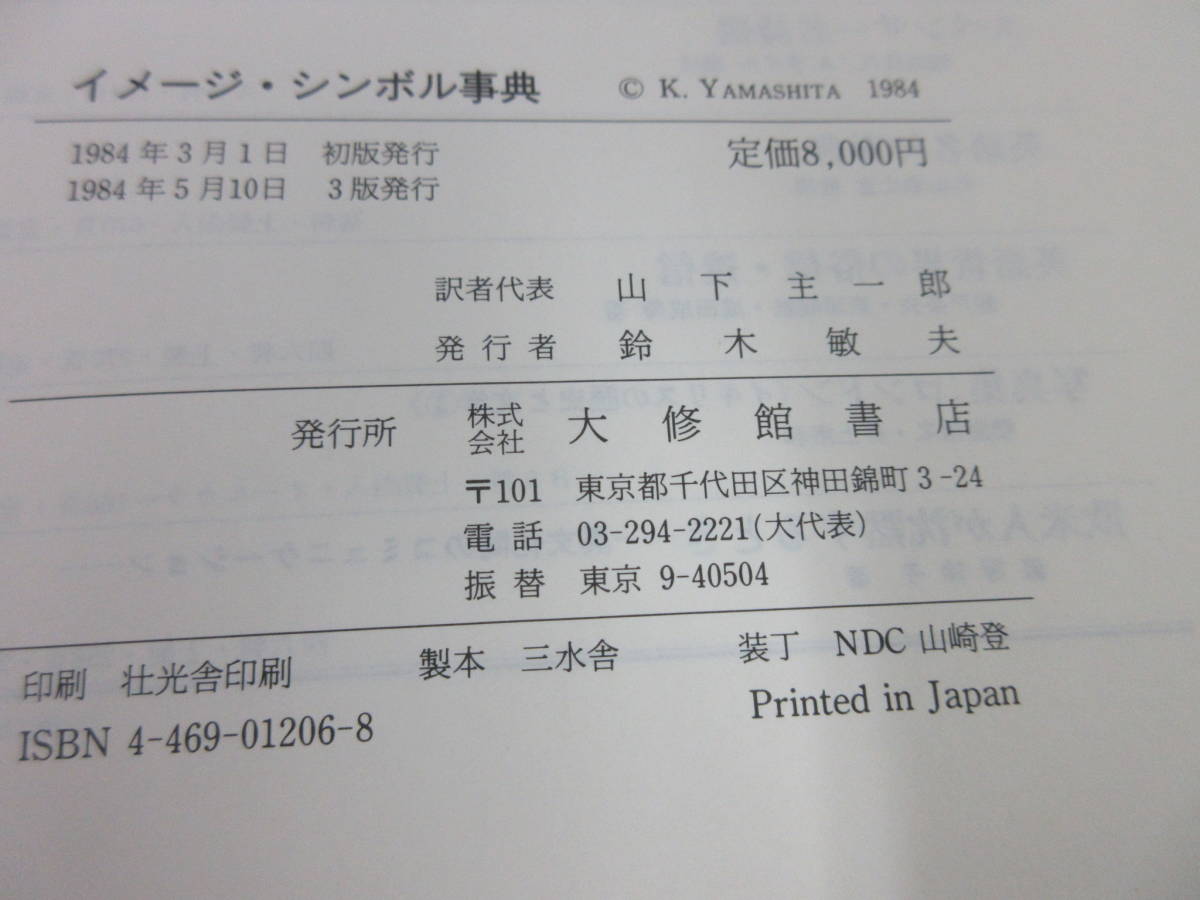 イメージ・シンボル事典 © K. YAMASHITA 1984
1984年3月1日 初版発行 定価8,000円
1984年5月10日 3版発行
訳者代表 山下主一郎
発行者 鈴木敏夫
発行所 株式会社 大修館書店
〒101 東京都千代田区神田錦町3-24
電話 03-294-2221(大代表)
振替 東京 9-40504
印刷 壮光舎印刷 製本 三水舎 装丁 NDC 山崎登
ISBN 4-469-01206-8 Printed in Japan